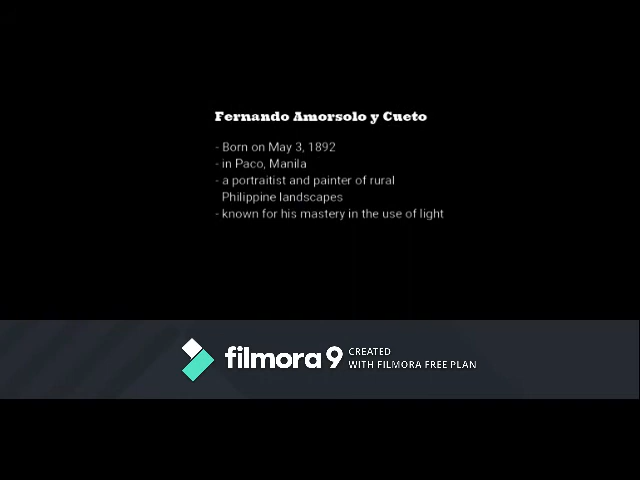 Fernando Amorsolo y Cueto
- Born on May 3, 1892
- in Paco, Manila
- a portraitist and painter of rural
Philippine landscapes
- known for his mastery in the use of light
filmora 9
CREATED
WITH FILMORA FREE PLAN